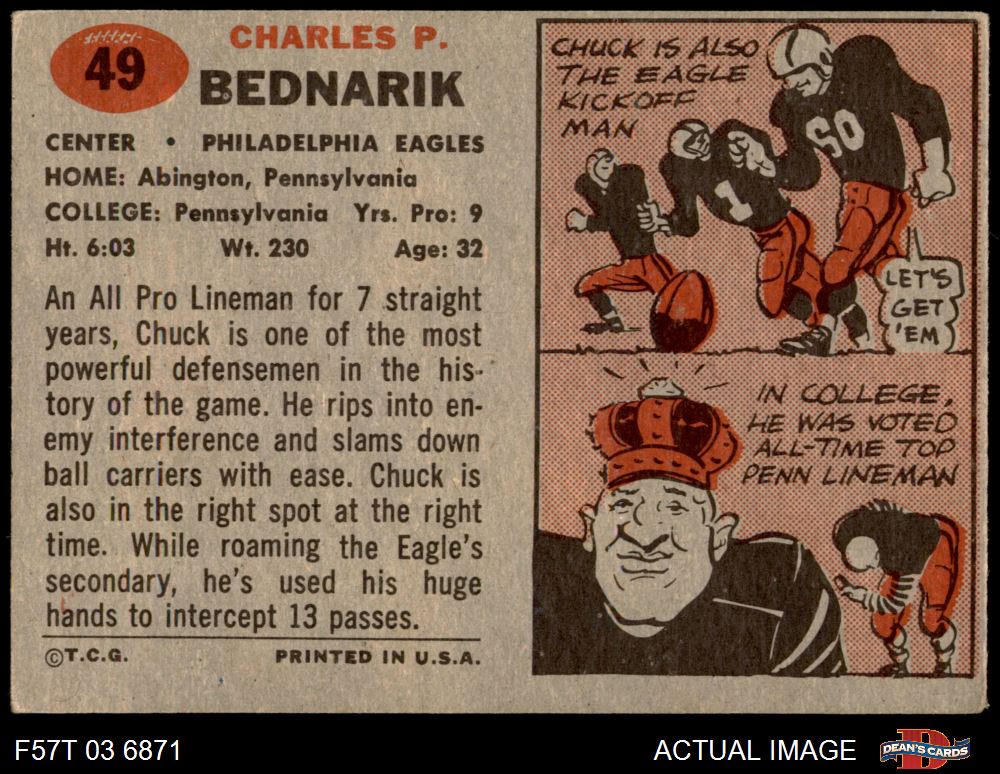 49
CHARLES P.
BEDNARIK
CENTER • PHILADELPHIA EAGLES
HOME: Abington, Pennsylvania
COLLEGE: Pennsylvania Yrs. Pro: 9
Ht. 6:03 Wt. 230 Age: 32
An All Pro Lineman for 7 straight
years, Chuck is one of the most
powerful defensemen in the his-
tory of the game. He rips into en-
emy interference and slams down
ball carriers with ease. Chuck is
also in the right spot at the right
time. While roaming the Eagle's
secondary, he's used his huge
hands to intercept 13 passes.
©T.C.G. PRINTED IN U.S.A.
CHUCK IS ALSO
THE EAGLE
KICKOFF
MAN
50
1
LET'S
GET
'EM
IN COLLEGE,
HE WAS VOTED
ALL-TIME TOP
PENN LINEMAN
F57T 03 6871 ACTUAL IMAGE
DEAN'S CARDS